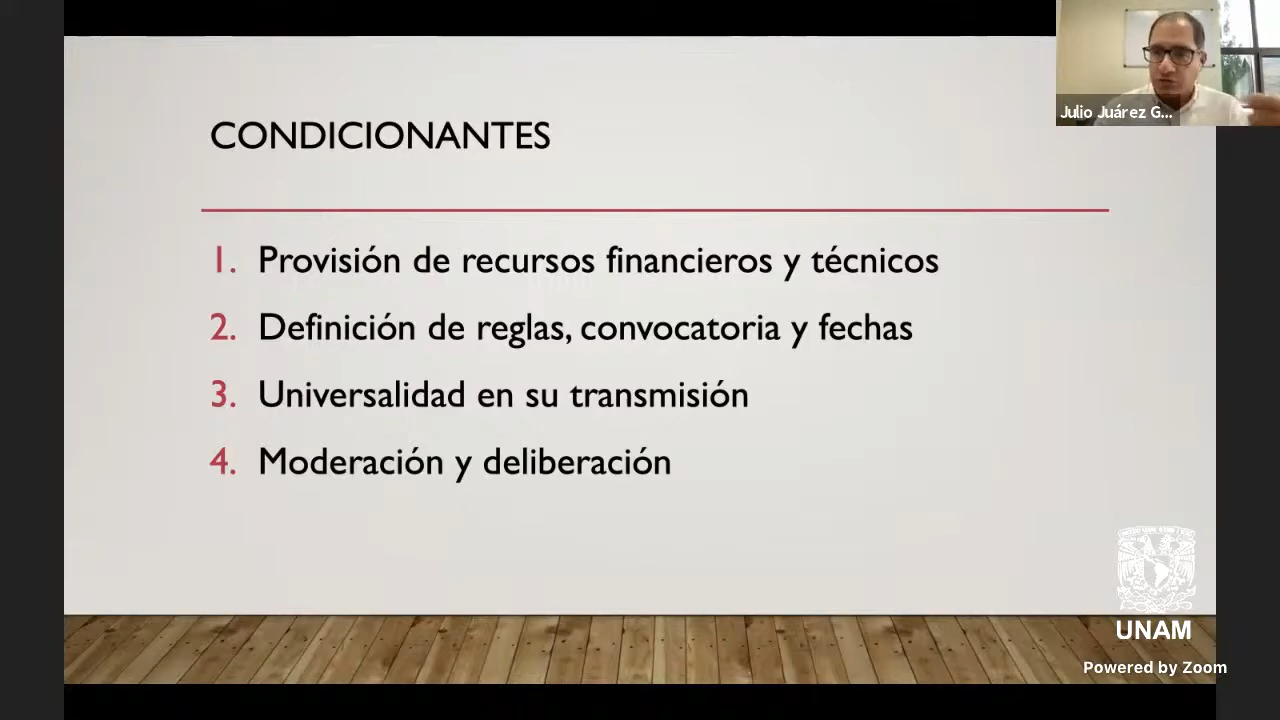 Julio Juárez G...
CONDICIONANTES
1. Provisión de recursos financieros y técnicos
2. Definición de reglas, convocatoria y fechas
3. Universalidad en su transmisión
4. Moderación y deliberación
UNAM
Powered by Zoom